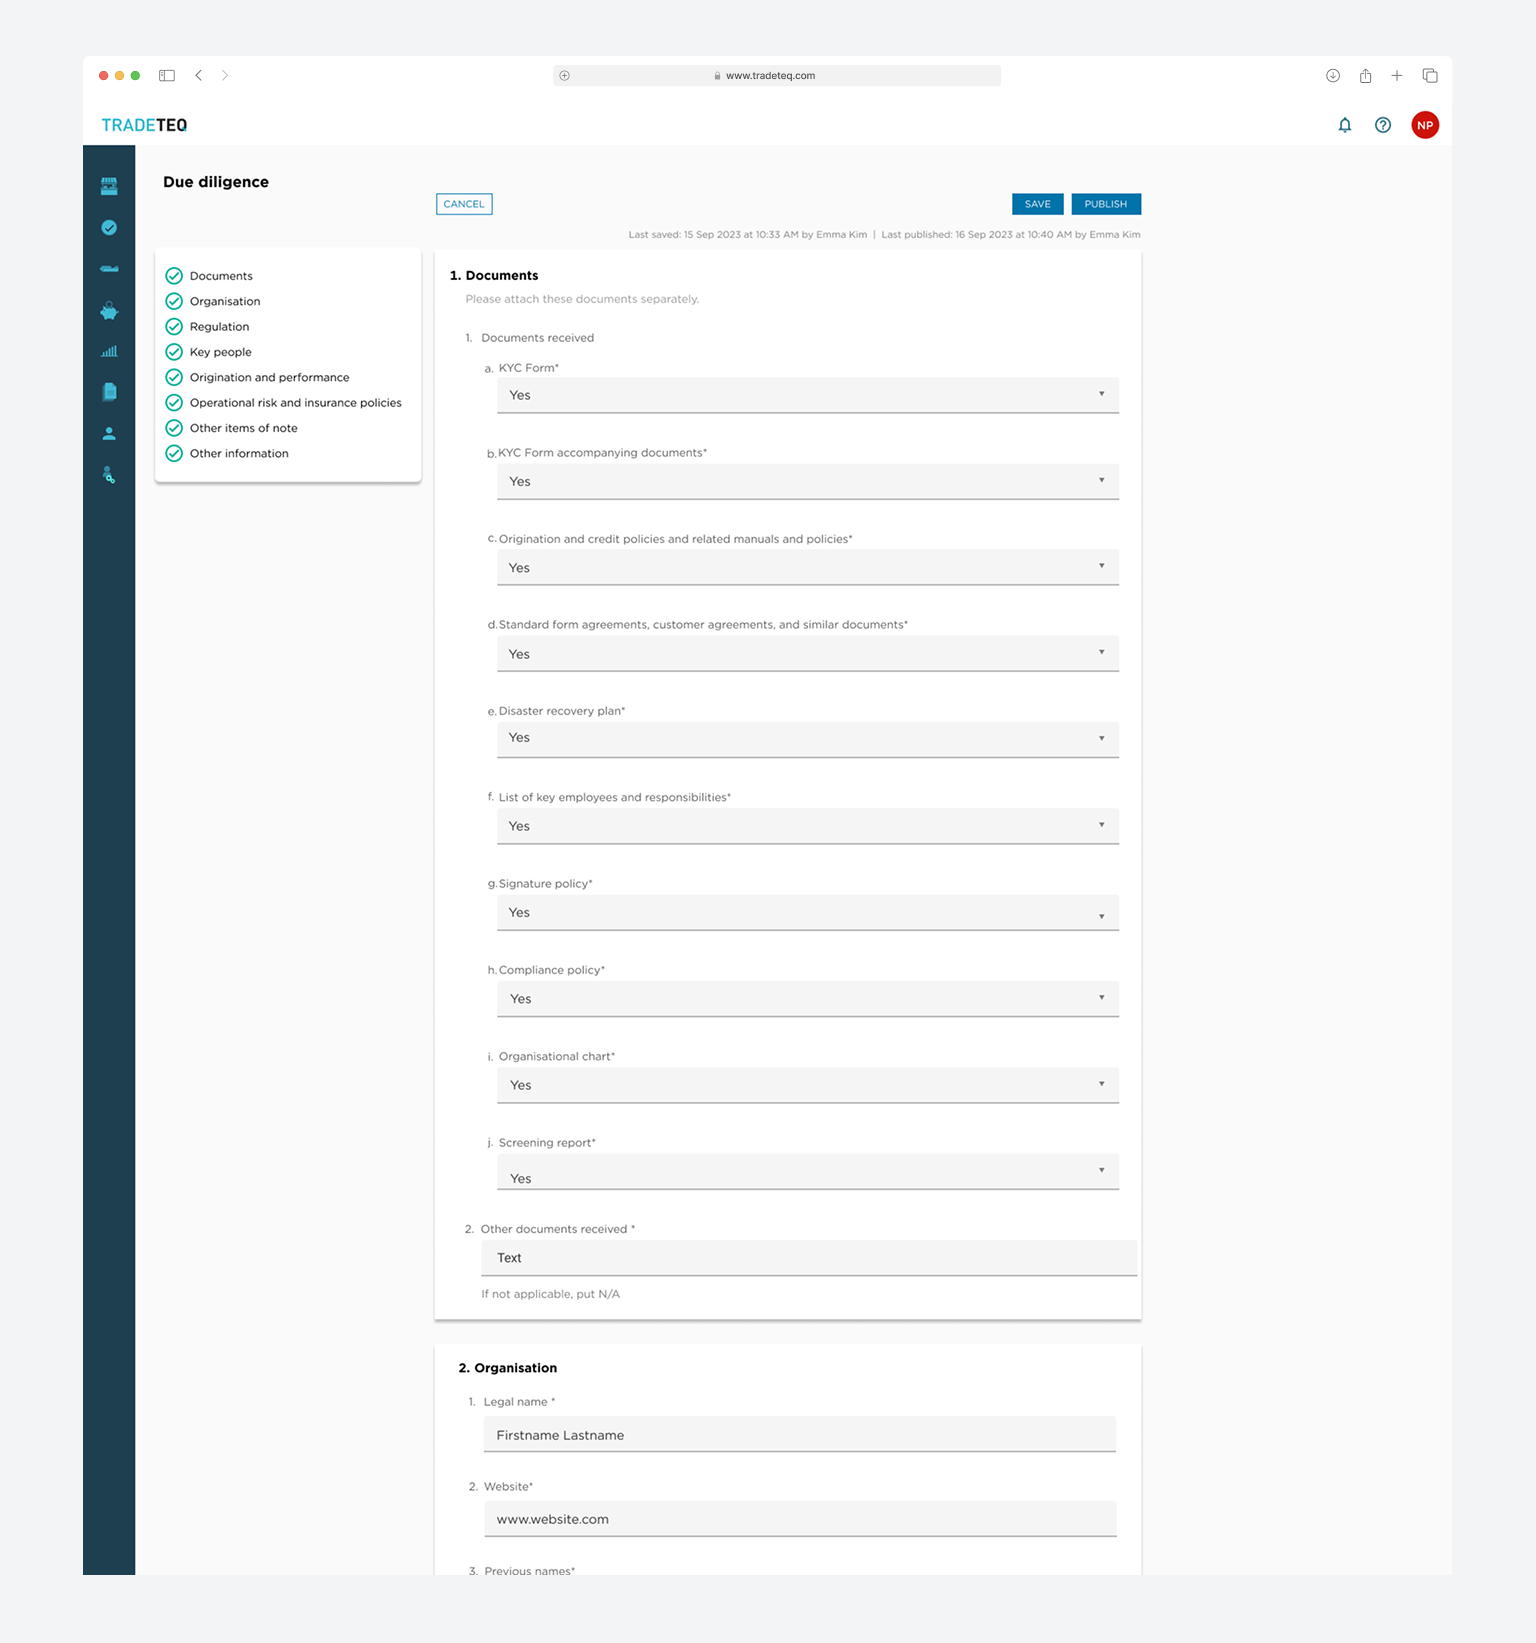 www.tradeteq.com
TRADETEQ
NP
Due diligence
CANCEL
SAVE
PUBLISH
Last saved: 15 Sep 2023 at 10:33 AM by Emma Kim | Last published: 16 Sep 2023 at 10:40 AM by Emma Kim
Documents
Organisation
Regulation
Key people
Origination and performance
Operational risk and insurance policies
Other items of note
Other information
1. Documents
Please attach these documents separately.
1. Documents received
a. KYC Form*
Yes
b. KYC Form accompanying documents*
Yes
c. Origination and credit policies and related manuals and policies*
Yes
d. Standard form agreements, customer agreements, and similar documents*
Yes
e. Disaster recovery plan*
Yes
f. List of key employees and responsibilities*
Yes
g. Signature policy*
Yes
h. Compliance policy*
Yes
i. Organisational chart*
Yes
j. Screening report*
Yes
2. Other documents received *
Text
If not applicable, put N/A
2. Organisation
1. Legal name *
Firstname Lastname
2. Website*
www.website.com
3. Previous names*